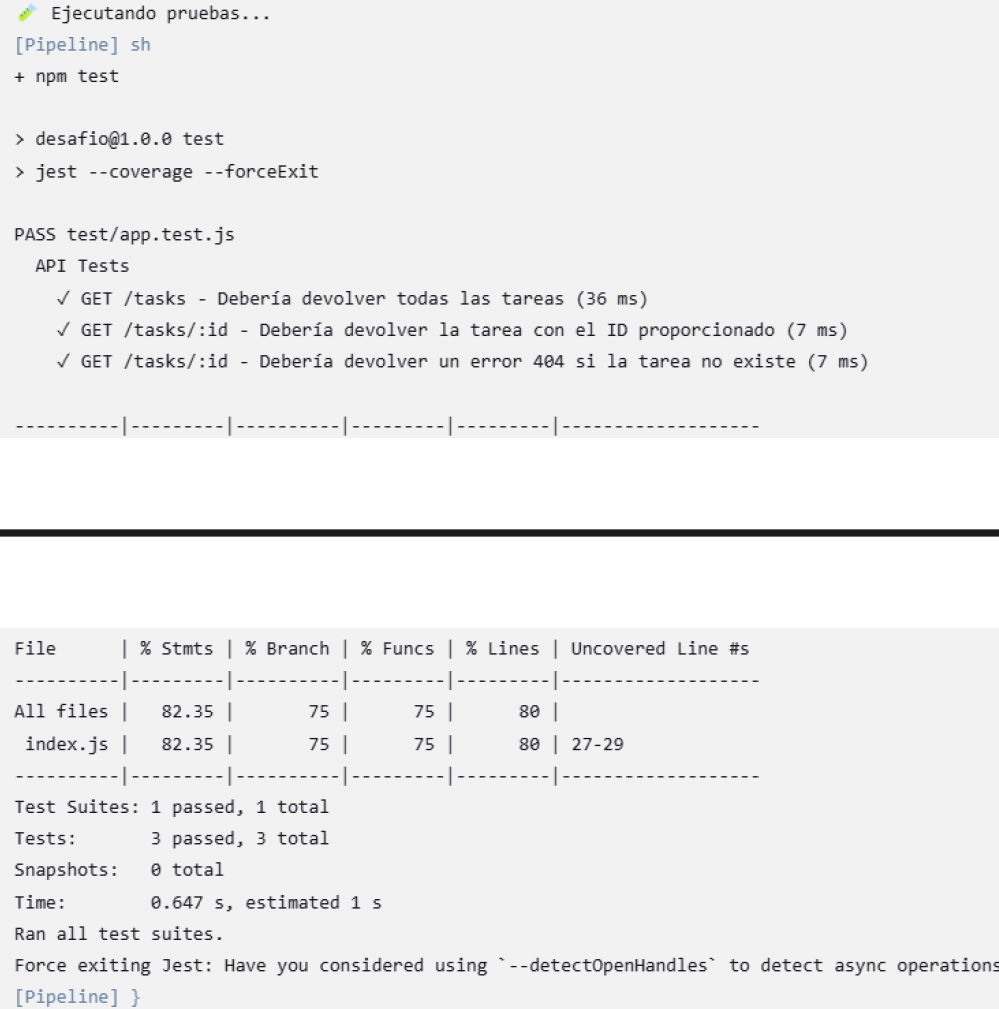 🧪 Ejecutando pruebas...
[Pipeline] sh
+ npm test
> desafio@1.0.0 test
> jest --coverage --forceExit
PASS test/app.test.js
  API Tests
    ✓ GET /tasks - Debería devolver todas las tareas (36 ms)
    ✓ GET /tasks/:id - Debería devolver la tarea con el ID proporcionado (7 ms)
    ✓ GET /tasks/:id - Debería devolver un error 404 si la tarea no existe (7 ms)
----------|---------|----------|---------|---------|-------------------
File      | % Stmts | % Branch | % Funcs | % Lines | Uncovered Line #s
----------|---------|----------|---------|---------|-------------------
All files |   82.35 |       75 |      75 |      80 |
 index.js |   82.35 |       75 |      75 |      80 | 27-29
----------|---------|----------|---------|---------|-------------------
Test Suites: 1 passed, 1 total
Tests:       3 passed, 3 total
Snapshots:   0 total
Time:        0.647 s, estimated 1 s
Ran all test suites.
Force exiting Jest: Have you considered using `--detectOpenHandles` to detect async operations
[Pipeline] }